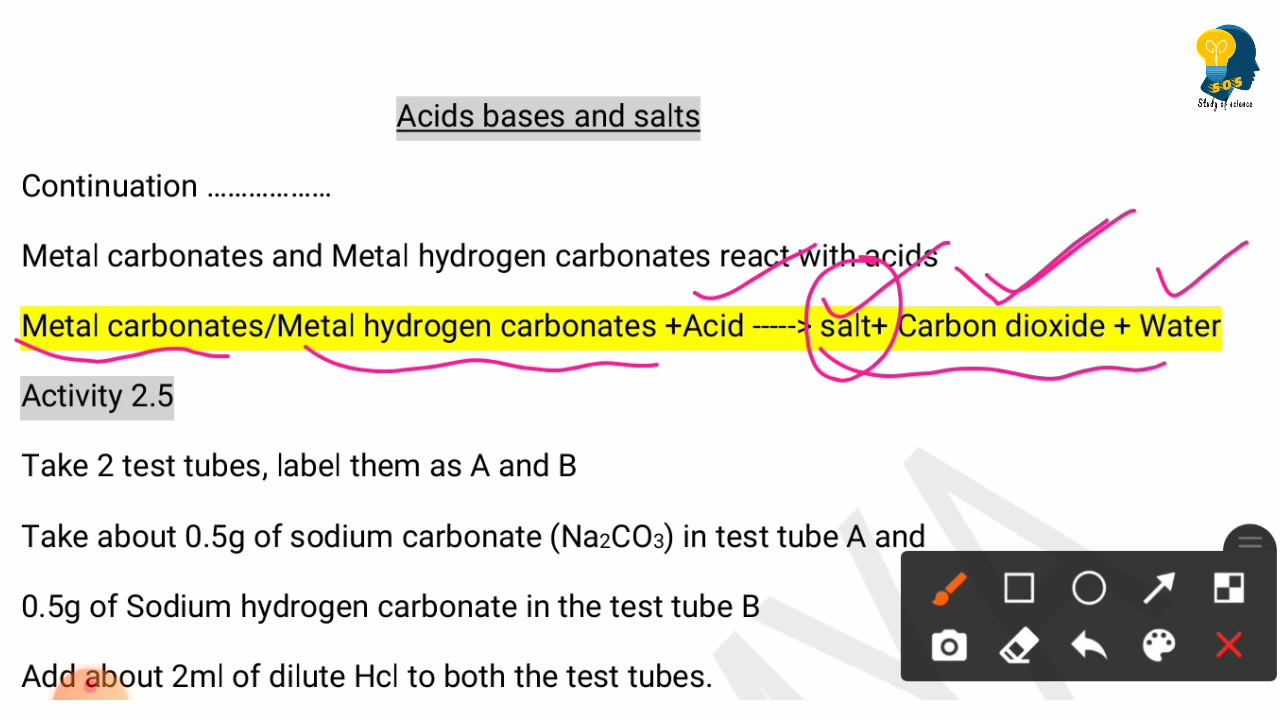 SOS
Study of science
Acids bases and salts
Continuation ………………
Metal carbonates and Metal hydrogen carbonates react with acids
Metal carbonates/Metal hydrogen carbonates +Acid -----> salt+ Carbon dioxide + Water
Activity 2.5
Take 2 test tubes, label them as A and B
Take about 0.5g of sodium carbonate (Na₂CO₃) in test tube A and
0.5g of Sodium hydrogen carbonate in the test tube B
Add about 2ml of dilute Hcl to both the test tubes.